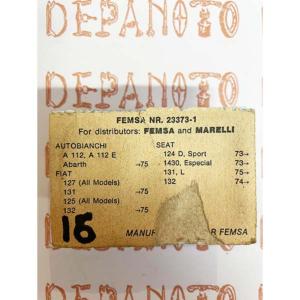 DEPANOTO
DEPANOTO
FEMSA NR. 23373-1
For distributors: FEMSA and MARELLI
AUTOBIANCHI
A 112, A 112 E
Abarth →75
FIAT
127 (All Models)
131 →75
125 (All Models)
132 →75
SEAT
124 D, Sport 73→
1430, Especial 73→
131, L 75→
132 74→
16
MANUF R FEMSA
DEPANOTO